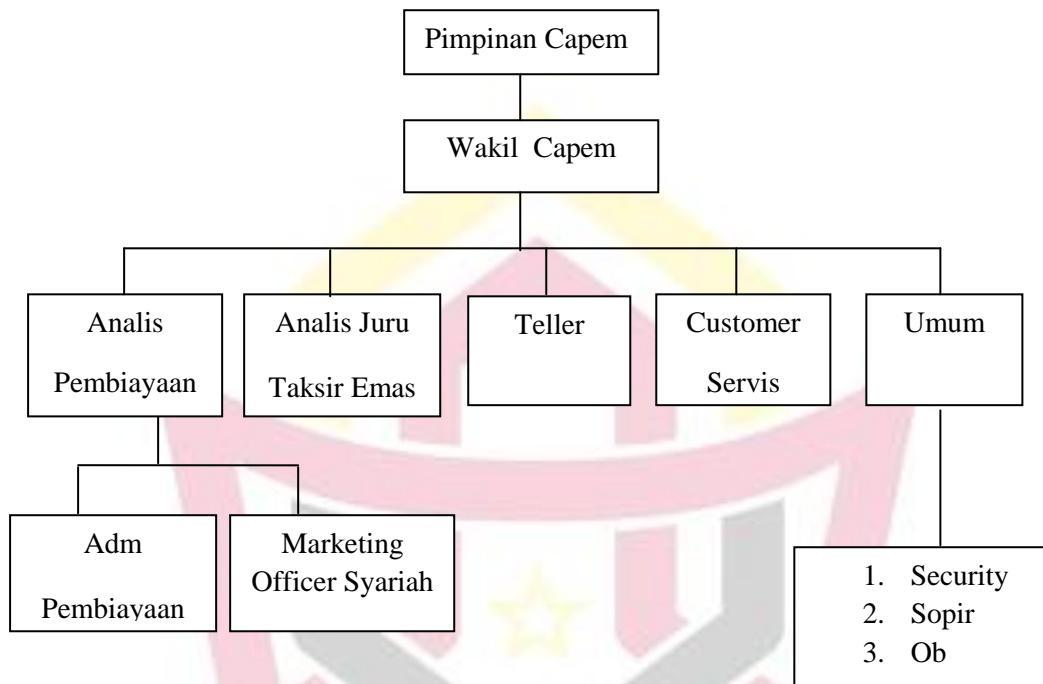 Pimpinan Capem
Wakil Capem
Analis
Pembiayaan
Analis Juru
Taksir Emas
Teller
Customer
Servis
Umum
Adm
Pembiayaan
Marketing
Officer Syariah
1. Security
2. Sopir
3. Ob